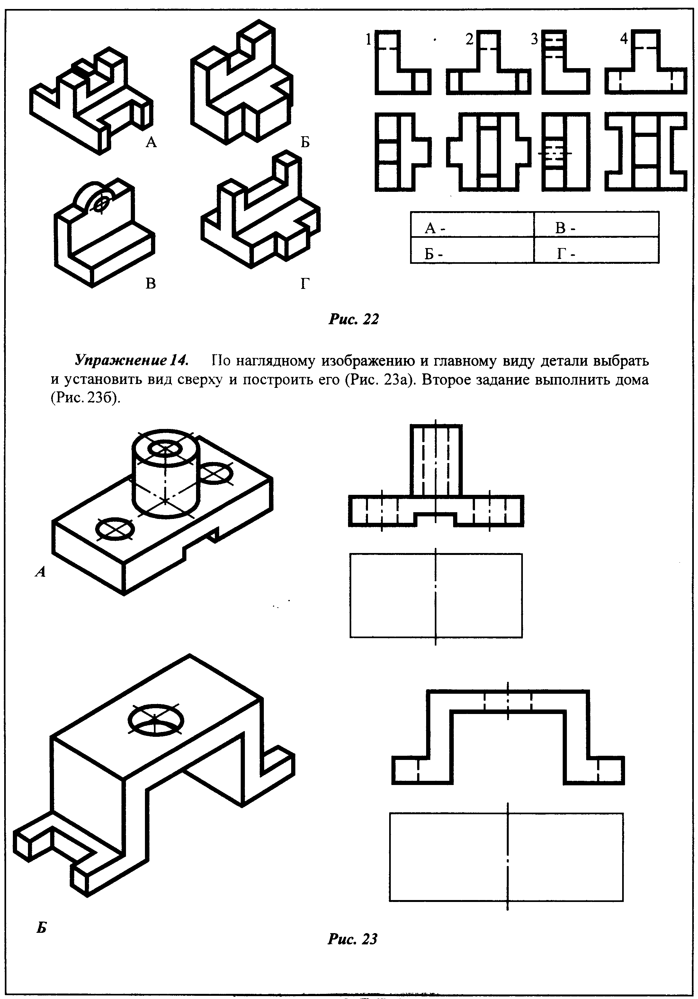 1 2 3 4
А Б
В Г
А - В -
Б - Г -
Рис. 22
Упражнение 14. По наглядному изображению и главному виду детали выбрать
и установить вид сверху и построить его (Рис. 23а). Второе задание выполнить дома
(Рис. 23б).
А
Б
Рис. 23